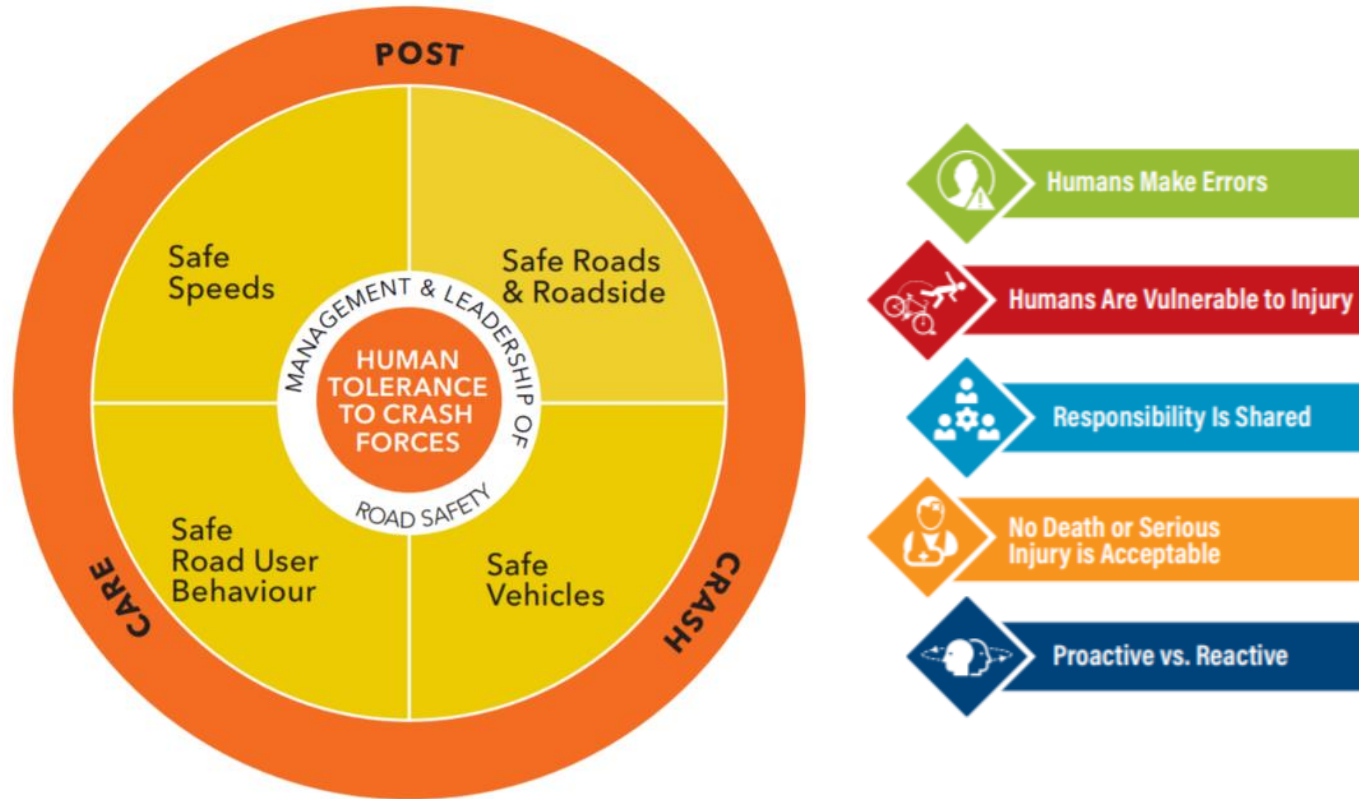 POST
CRASH
CARE
Safe
Speeds
Safe Roads
& Roadside
MANAGEMENT & LEADERSHIP OF
ROAD SAFETY
HUMAN
TOLERANCE
TO CRASH
FORCES
Safe
Road User
Behaviour
Safe
Vehicles
Humans Make Errors
Humans Are Vulnerable to Injury
Responsibility Is Shared
No Death or Serious
Injury is Acceptable
Proactive vs. Reactive